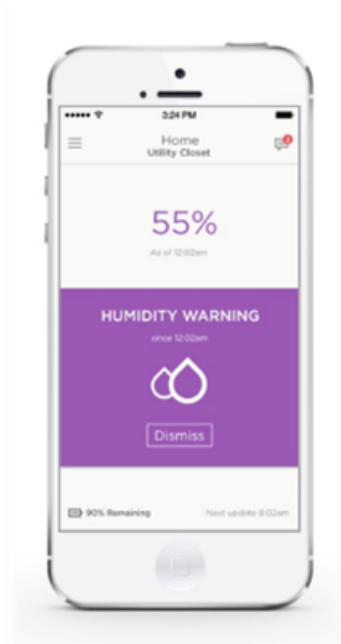 3:24 PM
Home
Utility Closet
55%
As of 12:02am
HUMIDITY WARNING
since 12:02am
Dismiss
90% Remaining
Next update 8:02am